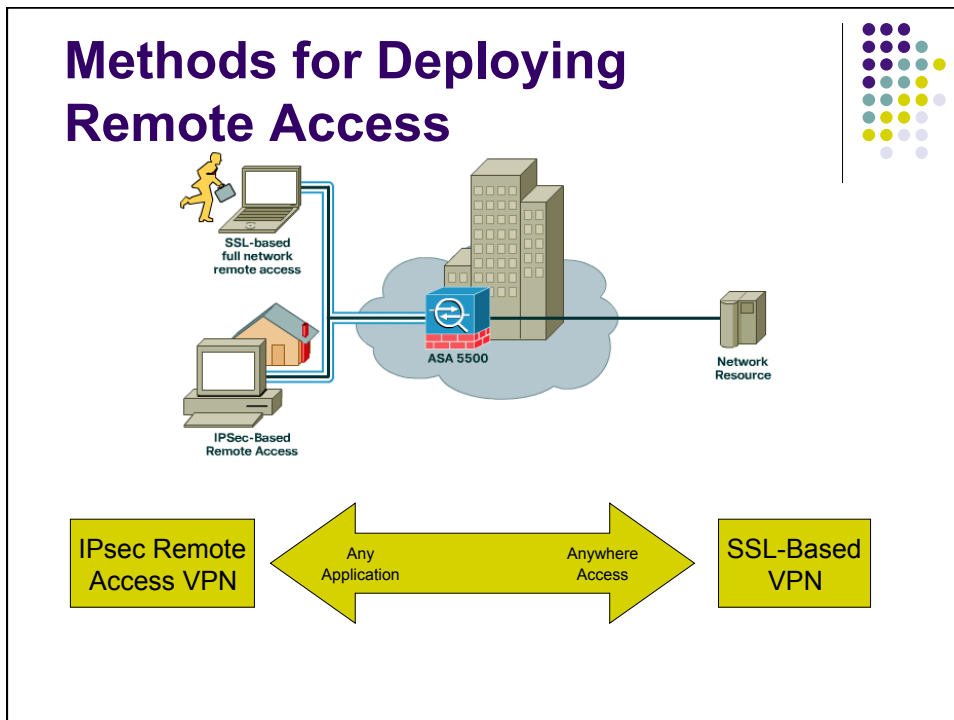 Methods for Deploying
Remote Access
SSL-based
full network
remote access
ASA 5500
Network
Resource
IPSec-Based
Remote Access
IPsec Remote
Access VPN
Any
Application
Anywhere
Access
SSL-Based
VPN